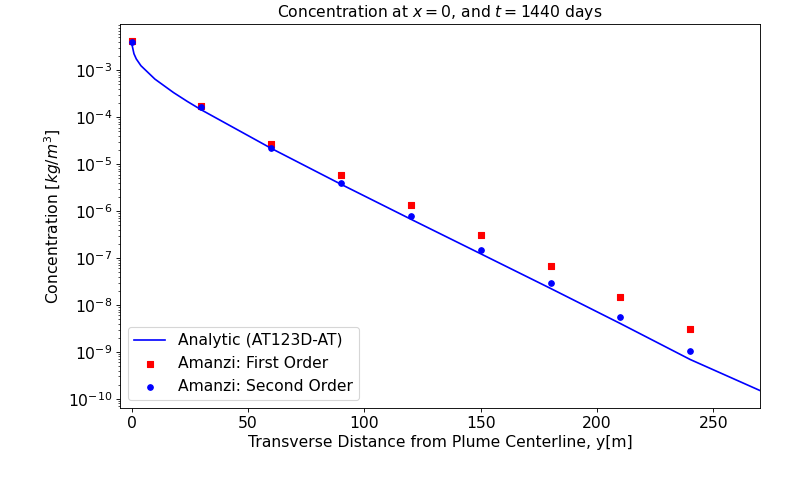 Concentration at x = 0, and t = 1440 days
Concentration [kg/m³]
10⁻³
10⁻⁴
10⁻⁵
10⁻⁶
10⁻⁷
10⁻⁸
10⁻⁹
10⁻¹⁰
Analytic (AT123D-AT)
Amanzi: First Order
Amanzi: Second Order
0 50 100 150 200 250
Transverse Distance from Plume Centerline, y[m]